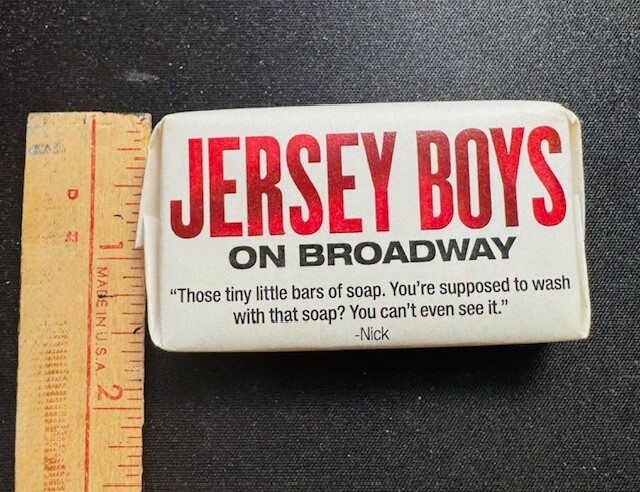 JERSEY BOYS
ON BROADWAY
“Those tiny little bars of soap. You’re supposed to wash
with that soap? You can’t even see it.”
-Nick
1
MADE IN U.S.A.
2